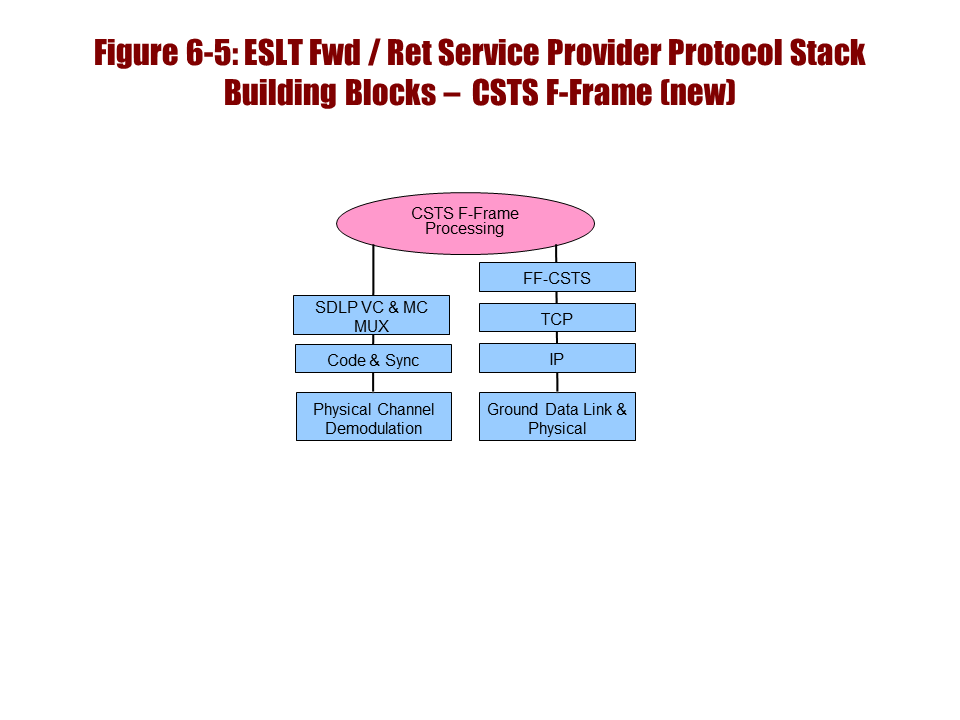 Figure 6-5: ESLT Fwd / Ret Service Provider Protocol Stack
Building Blocks – CSTS F-Frame (new)
CSTS F-Frame
Processing
FF-CSTS
SDLP VC & MC
MUX
TCP
Code & Sync
IP
Physical Channel
Demodulation
Ground Data Link &
Physical